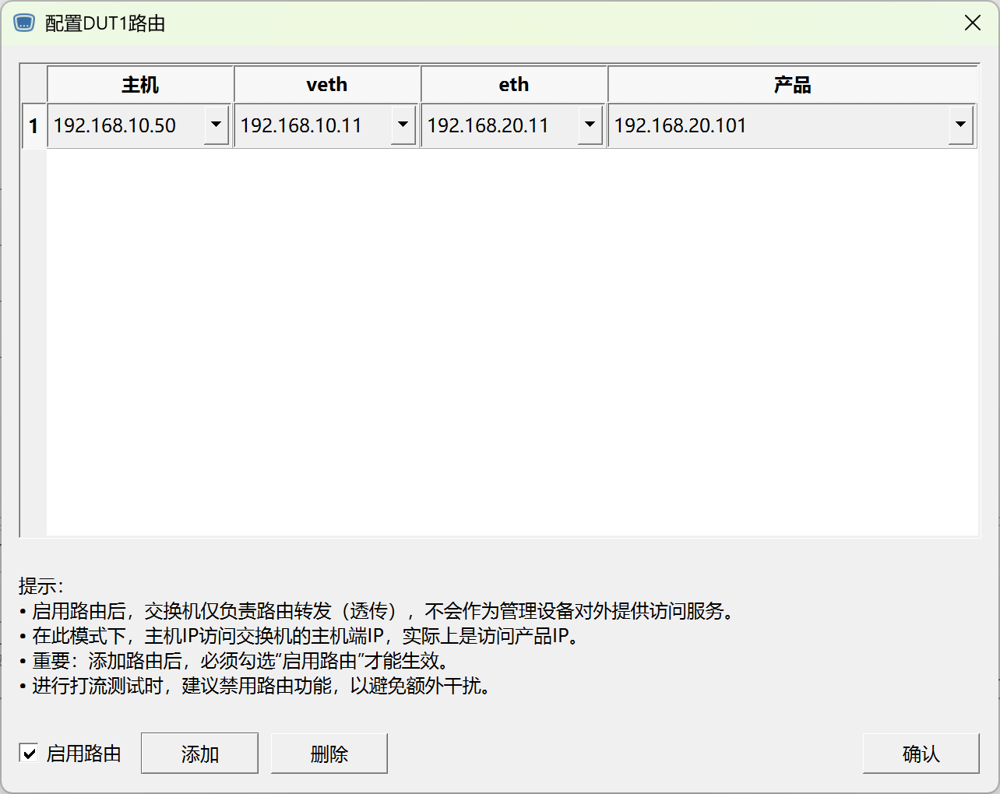 配置DUT1路由
主机 veth eth 产品
1 192.168.10.50 192.168.10.11 192.168.20.11 192.168.20.101
提示：
• 启用路由后，交换机仅负责路由转发（透传），不会作为管理设备对外提供访问服务。
• 在此模式下，主机IP访问交换机的主机端IP，实际上是访问产品IP。
• 重要：添加路由后，必须勾选“启用路由”才能生效。
• 进行打流测试时，建议禁用路由功能，以避免额外干扰。
启用路由 添加 删除 确认